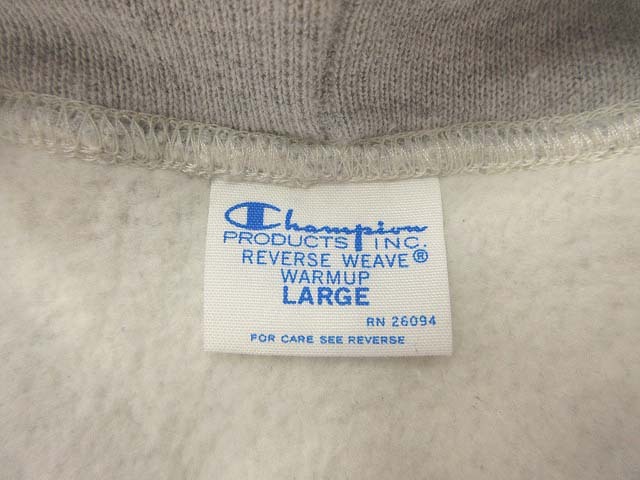 Champion
PRODUCTS INC.
REVERSE WEAVE®
WARMUP
LARGE
RN 26094
FOR CARE SEE REVERSE